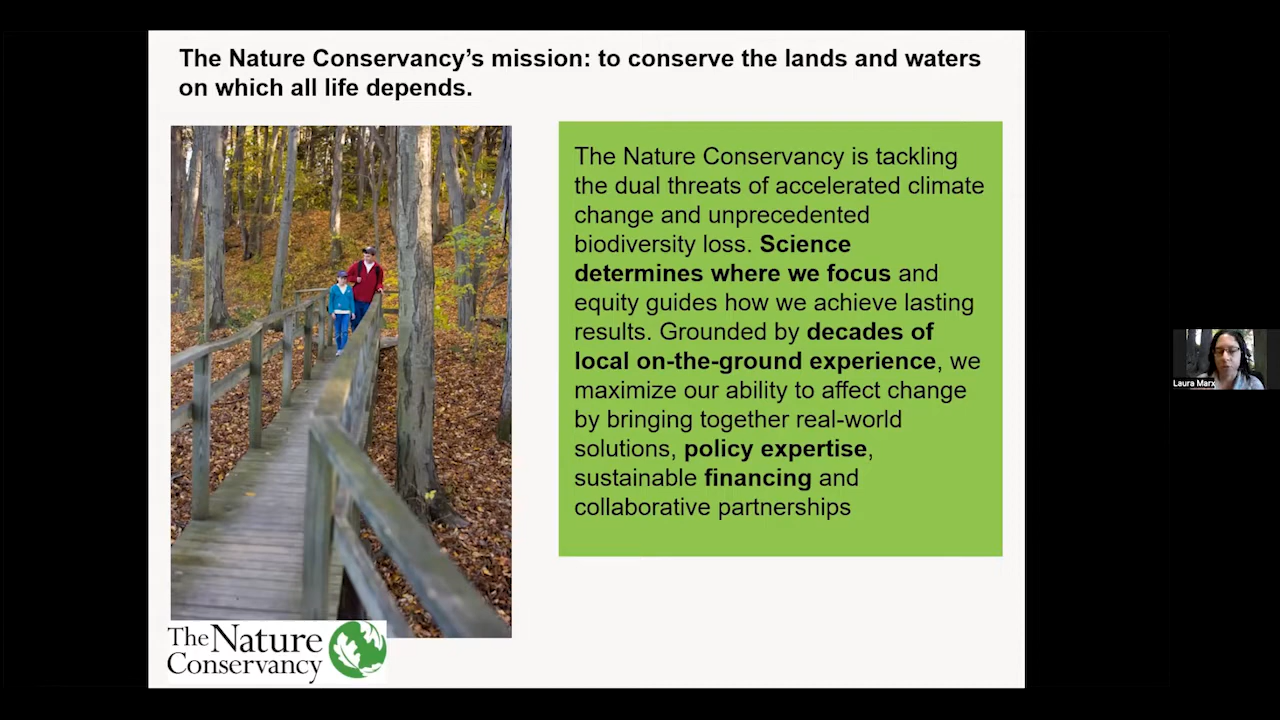 The Nature Conservancy’s mission: to conserve the lands and waters
on which all life depends.
The Nature Conservancy is tackling
the dual threats of accelerated climate
change and unprecedented
biodiversity loss. Science
determines where we focus and
equity guides how we achieve lasting
results. Grounded by decades of
local on-the-ground experience, we
maximize our ability to affect change
by bringing together real-world
solutions, policy expertise,
sustainable financing and
collaborative partnerships
The Nature
Conservancy
Laura Marx